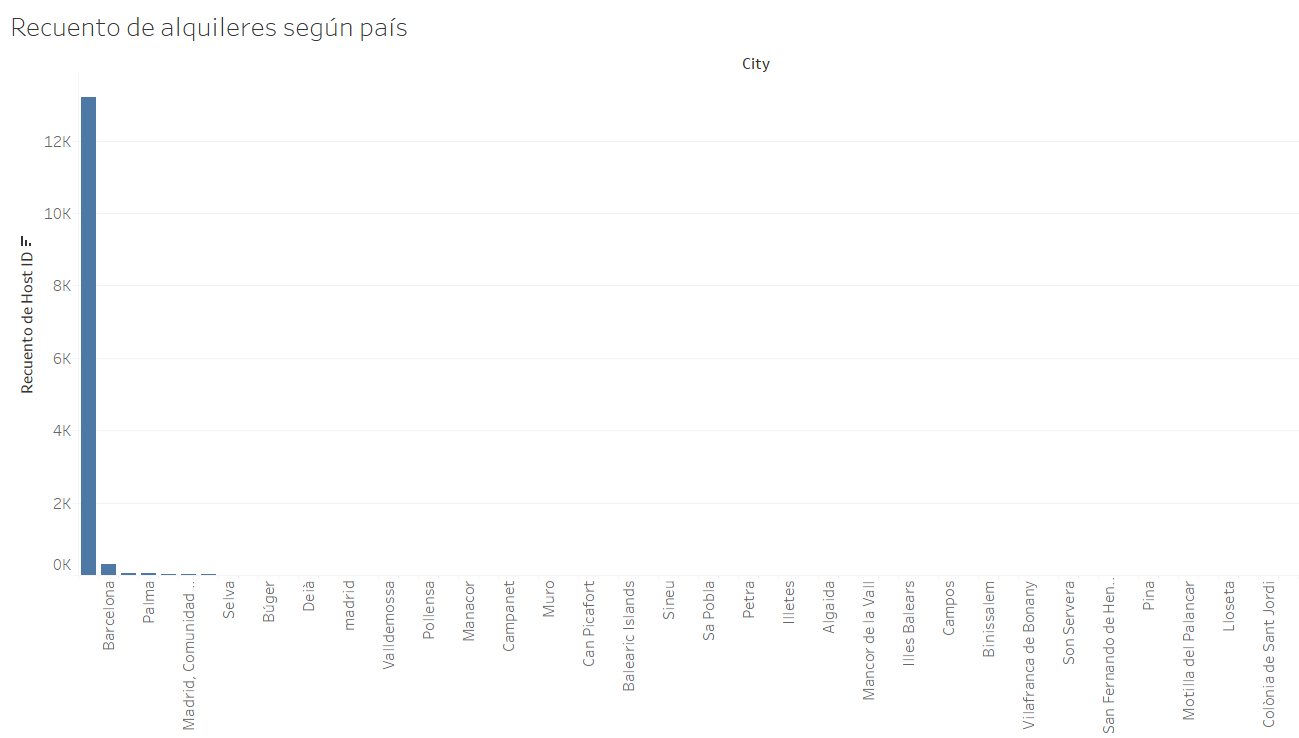 Recuento de alquileres según país
City
Recuento de Host ID
12K
10K
8K
6K
4K
2K
0K
Barcelona
Palma
Madrid, Comunidad ..
Selva
Búger
Deià
madrid
Valldemossa
Pollensa
Manacor
Campanet
Muro
Can Picafort
Balearic Islands
Sineu
Sa Pobla
Petra
Illetes
Algaida
Mancor de la Vall
Illes Balears
Campos
Binissalem
Vilafranca de Bonany
Son Servera
San Fernando de Hen..
Pina
Motilla del Palancar
Lloseta
Colònia de Sant Jordi